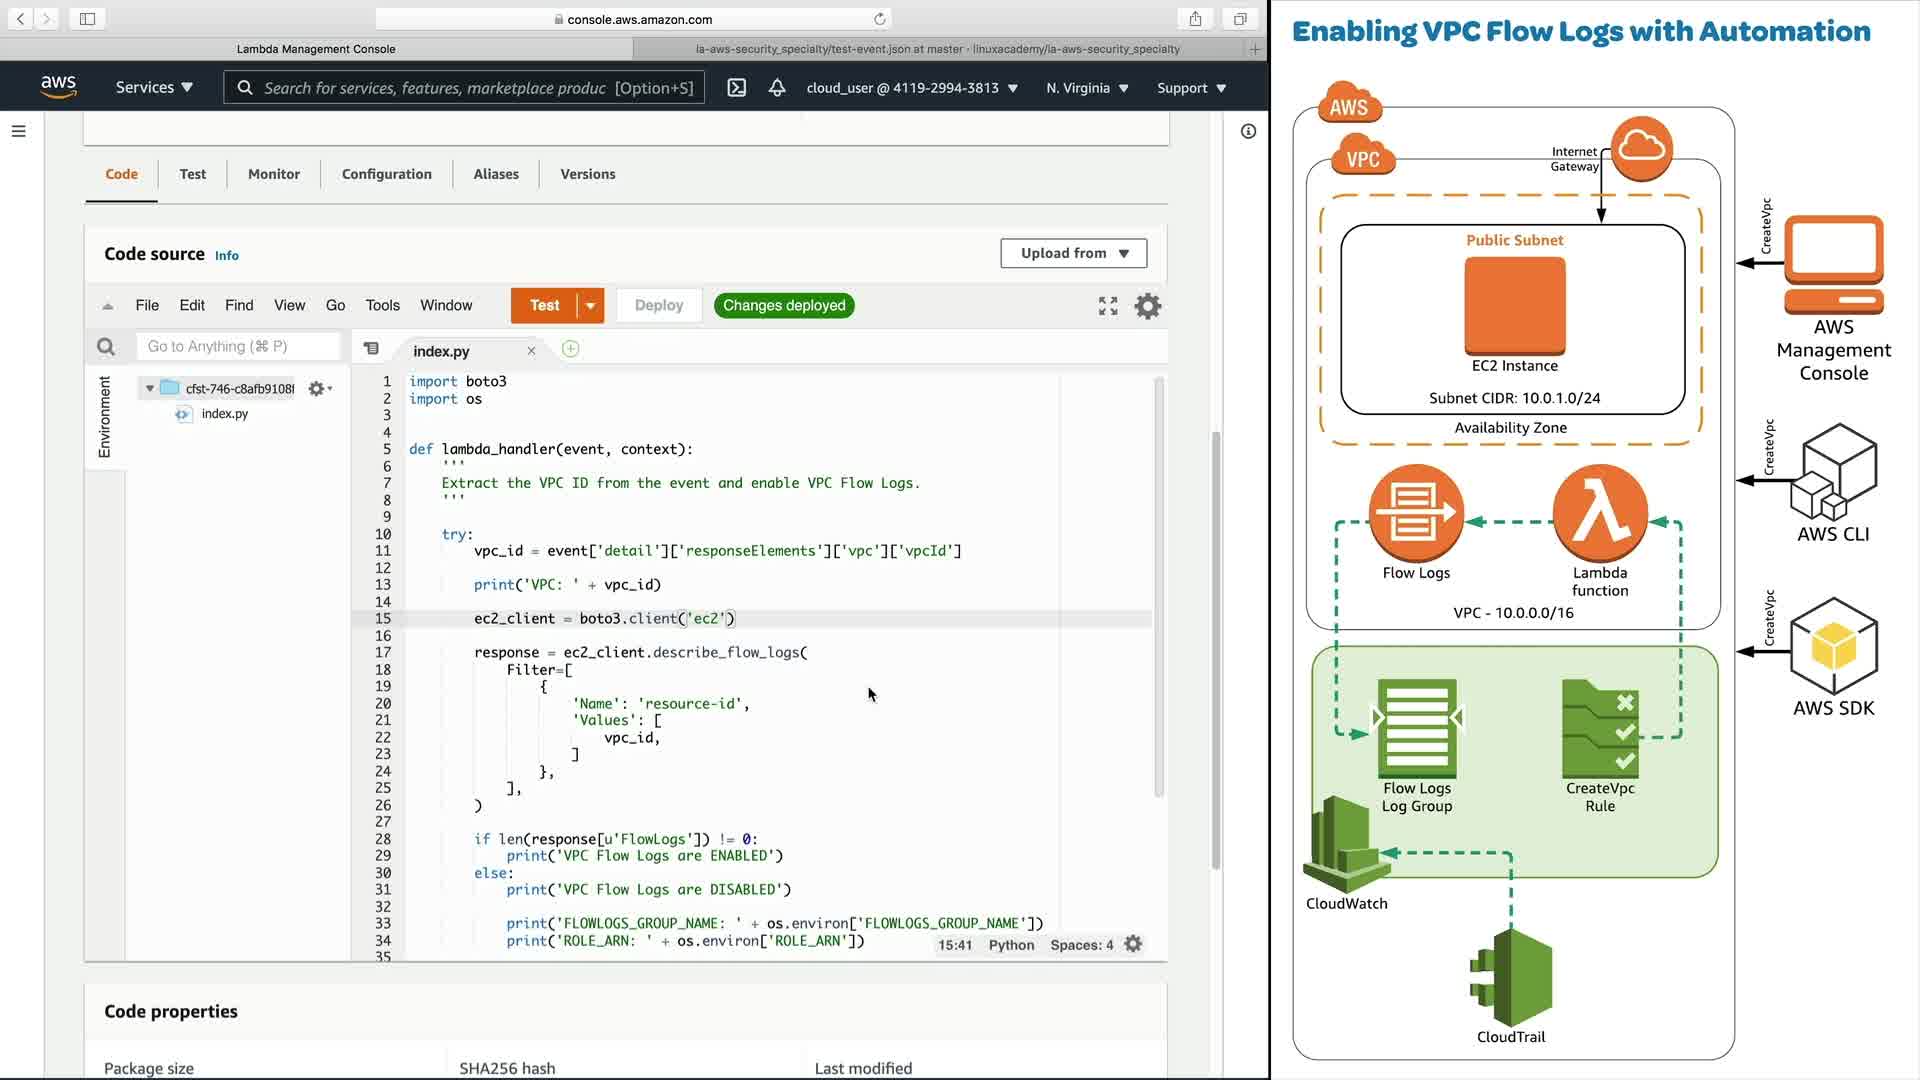 console.aws.amazon.com
Lambda Management Console
la-aws-security_specialty/test-event.json at master · linuxacademy/la-aws-security_specialty
aws
Services
Search for services, features, marketplace produc [Option+S]
cloud_user @ 4119-2994-3813
N. Virginia
Support
Code
Test
Monitor
Configuration
Aliases
Versions
Code source Info
Upload from
File Edit Find View Go Tools Window
Test
Deploy
Changes deployed
Go to Anything (⌘ P)
index.py
Environment
cfst-746-c8afb9108f
index.py
1 import boto3
2 import os
3
4
5 def lambda_handler(event, context):
6 '''
7 Extract the VPC ID from the event and enable VPC Flow Logs.
8 '''
9
10 try:
11 vpc_id = event['detail']['responseElements']['vpc']['vpcId']
12
13 print('VPC: ' + vpc_id)
14
15 ec2_client = boto3.client('ec2')
16
17 response = ec2_client.describe_flow_logs(
18 Filter=[
19 {
20 'Name': 'resource-id',
21 'Values': [
22 vpc_id,
23 ]
24 },
25 ],
26 )
27
28 if len(response[u'FlowLogs']) != 0:
29 print('VPC Flow Logs are ENABLED')
30 else:
31 print('VPC Flow Logs are DISABLED')
32
33 print('FLOWLOGS_GROUP_NAME: ' + os.environ['FLOWLOGS_GROUP_NAME'])
34 print('ROLE_ARN: ' + os.environ['ROLE_ARN'])
35
15:41 Python Spaces: 4
Code properties
Package size
SHA256 hash
Last modified
Enabling VPC Flow Logs with Automation
AWS
VPC
Internet
Gateway
Public Subnet
EC2 Instance
Subnet CIDR: 10.0.1.0/24
Availability Zone
Flow Logs
Lambda
function
VPC - 10.0.0.0/16
CreateVpc
AWS
Management
Console
CreateVpc
AWS CLI
CreateVpc
AWS SDK
Flow Logs
Log Group
CreateVpc
Rule
CloudWatch
CloudTrail